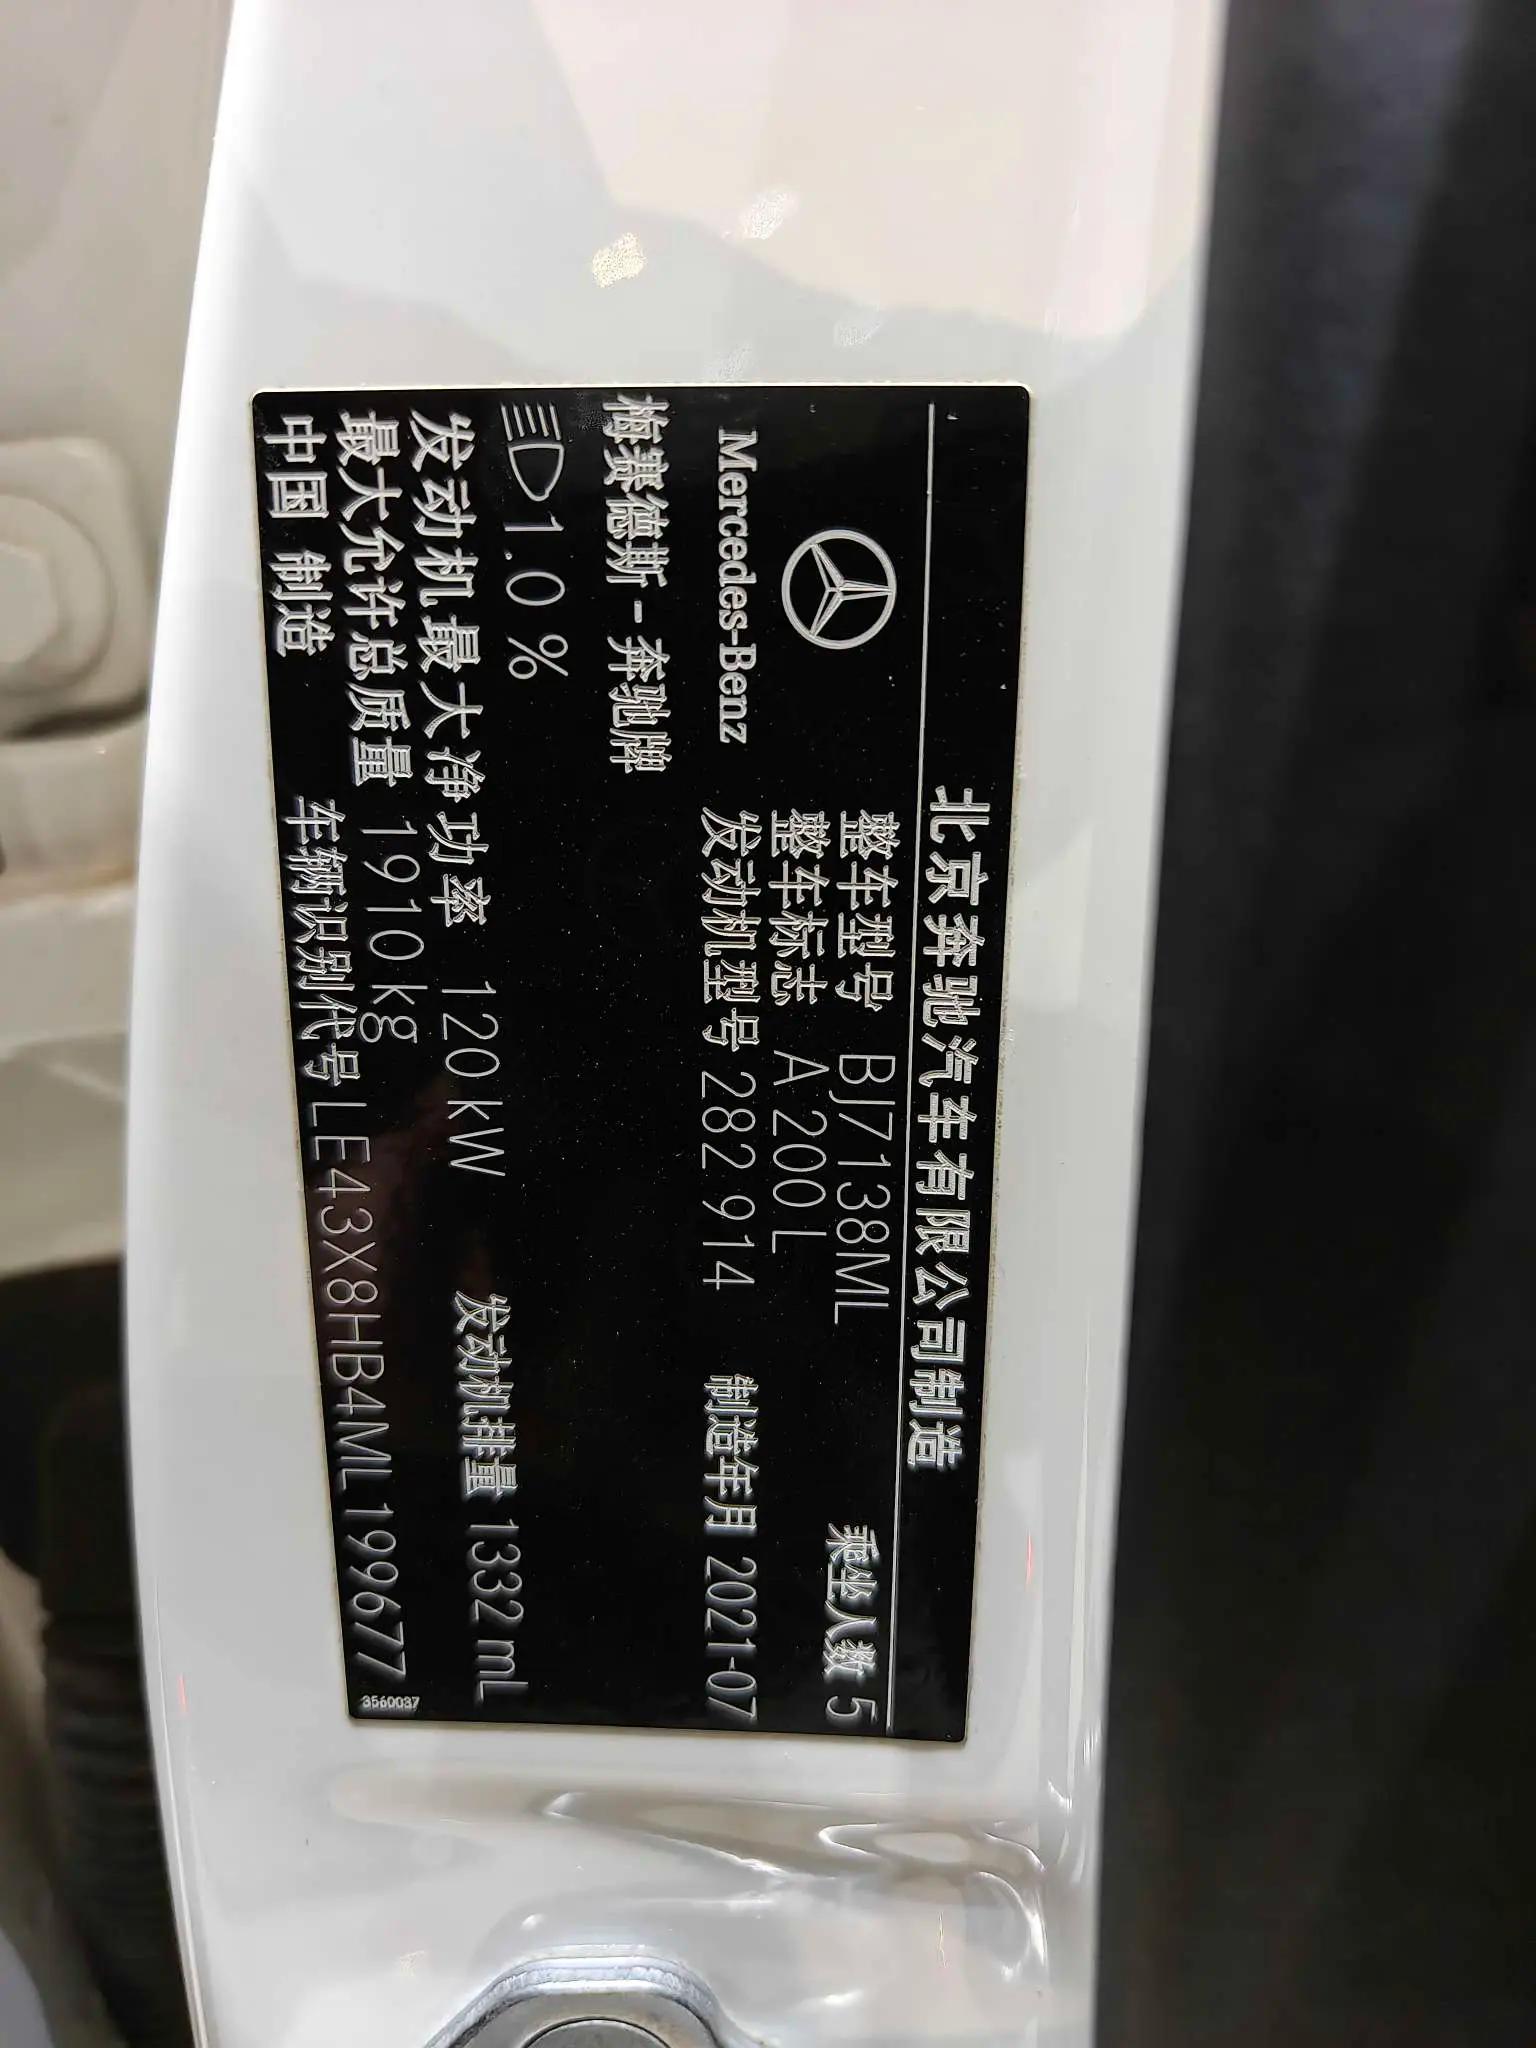 北京奔驰汽车有限公司制造
整车型号 BJ7138ML 乘坐人数 5
整车标志 A 200 L
Mercedes-Benz 发动机型号 282 914 制造年月 2021-07
梅赛德斯-奔驰牌
1.0 %
发动机最大净功率 120 kW 发动机排量 1332 mL
最大允许总质量 1910 kg
中国 制造 车辆识别代号 LE43X8HB4ML199677
3560037